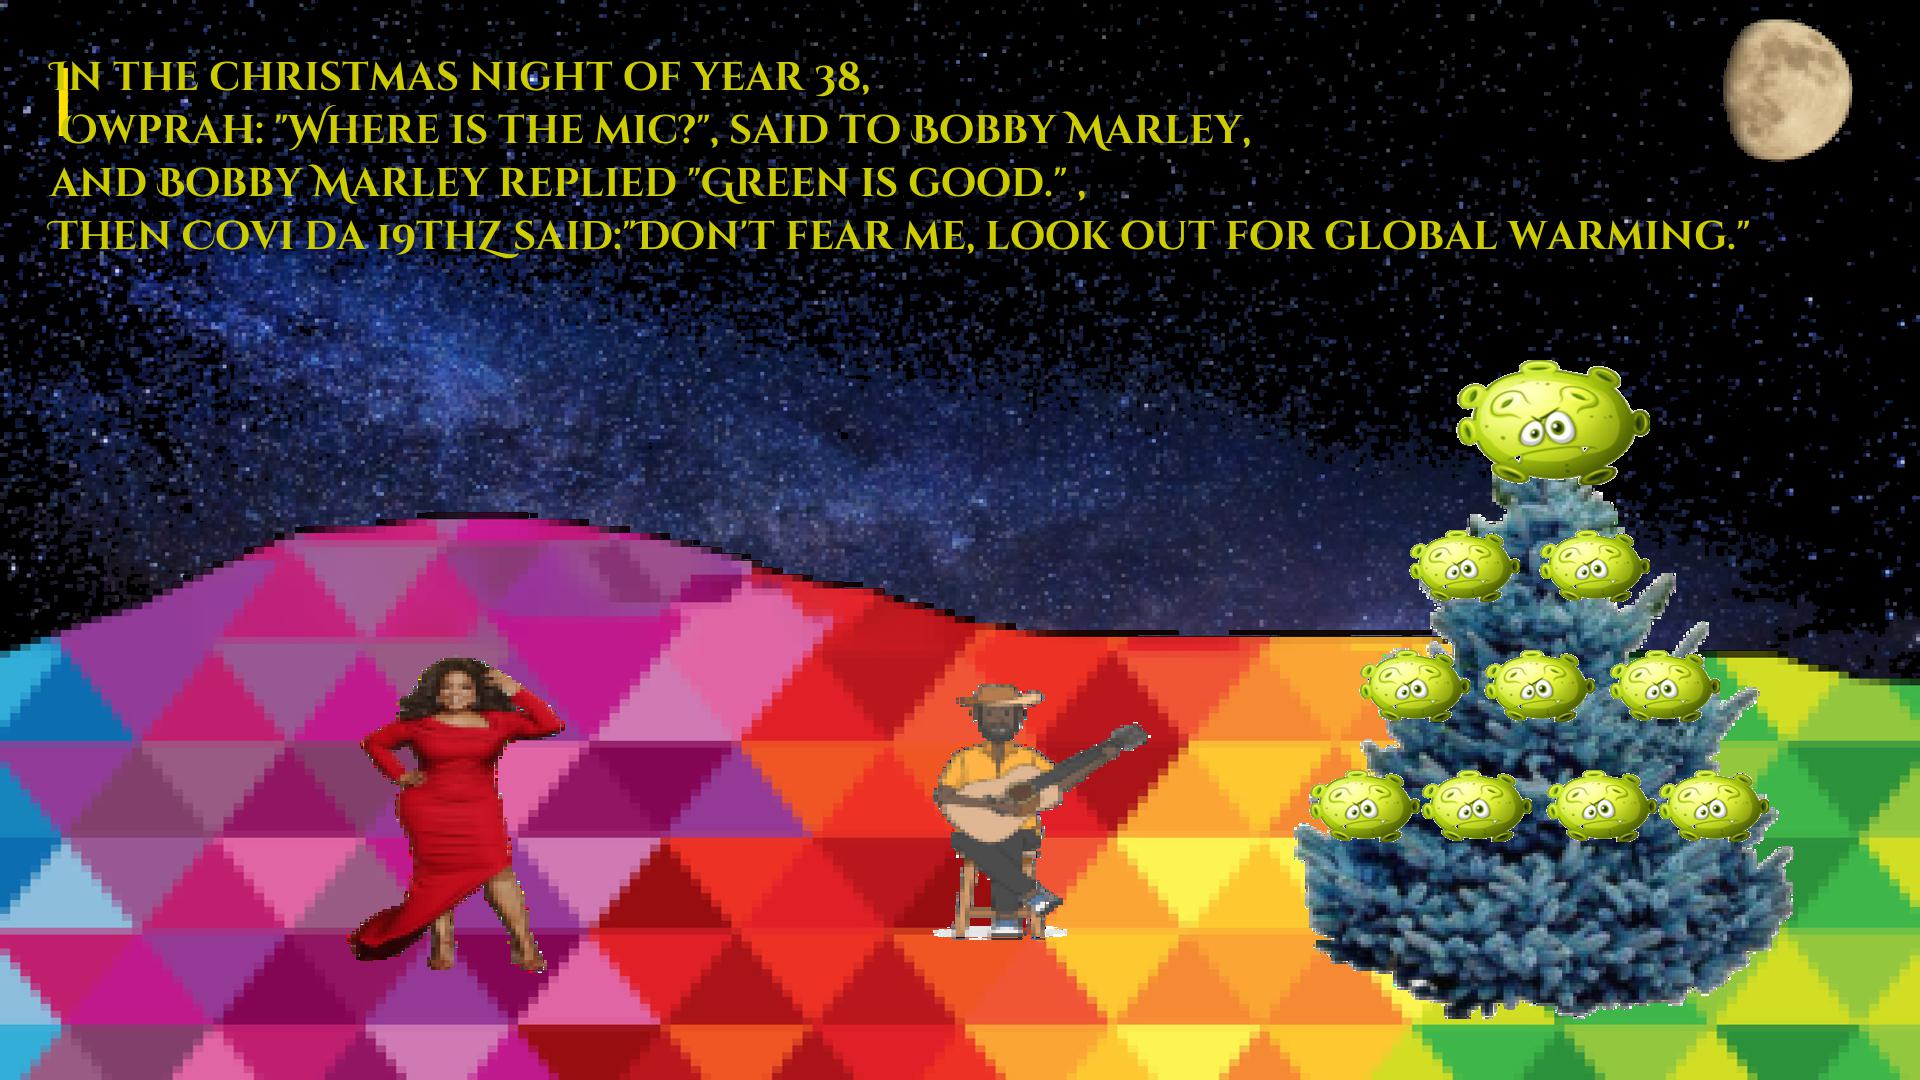 In the Christmas night of year 38,
Owprah: "Where is the mic?", said to Bobby Marley,
and Bobby Marley replied "Green is good." ,
Then Covi da 19thz said:"Don't fear me, look out for global warming."